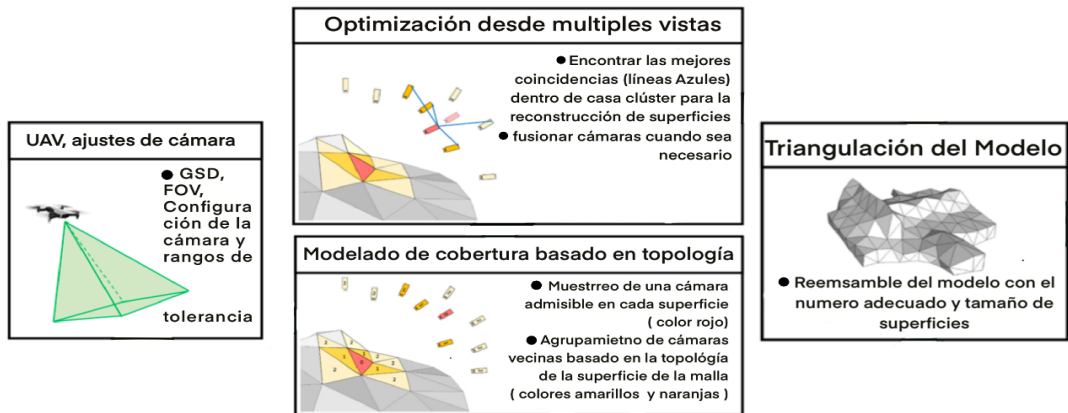 UAV, ajustes de cámara
● GSD,
FOV,
Configura
ción de la
cámara y
rangos de
tolerancia
Optimización desde multiples vistas
● Encontrar las mejores
coincidencias (líneas Azules)
dentro de casa clúster para la
reconstrucción de superficies
● fusionar cámaras cuando sea
necesario
Modelado de cobertura basado en topología
● Muestrreo de una cámara
admisible en cada superficie
( color rojo)
● Agrupamietno de cámaras
vecinas basado en la topológía
de la superficie de la malla
( colores amarillos y naranjas )
Triangulación del Modelo
● Reemsamble del modelo con el
numero adecuado y tamaño de
superficies